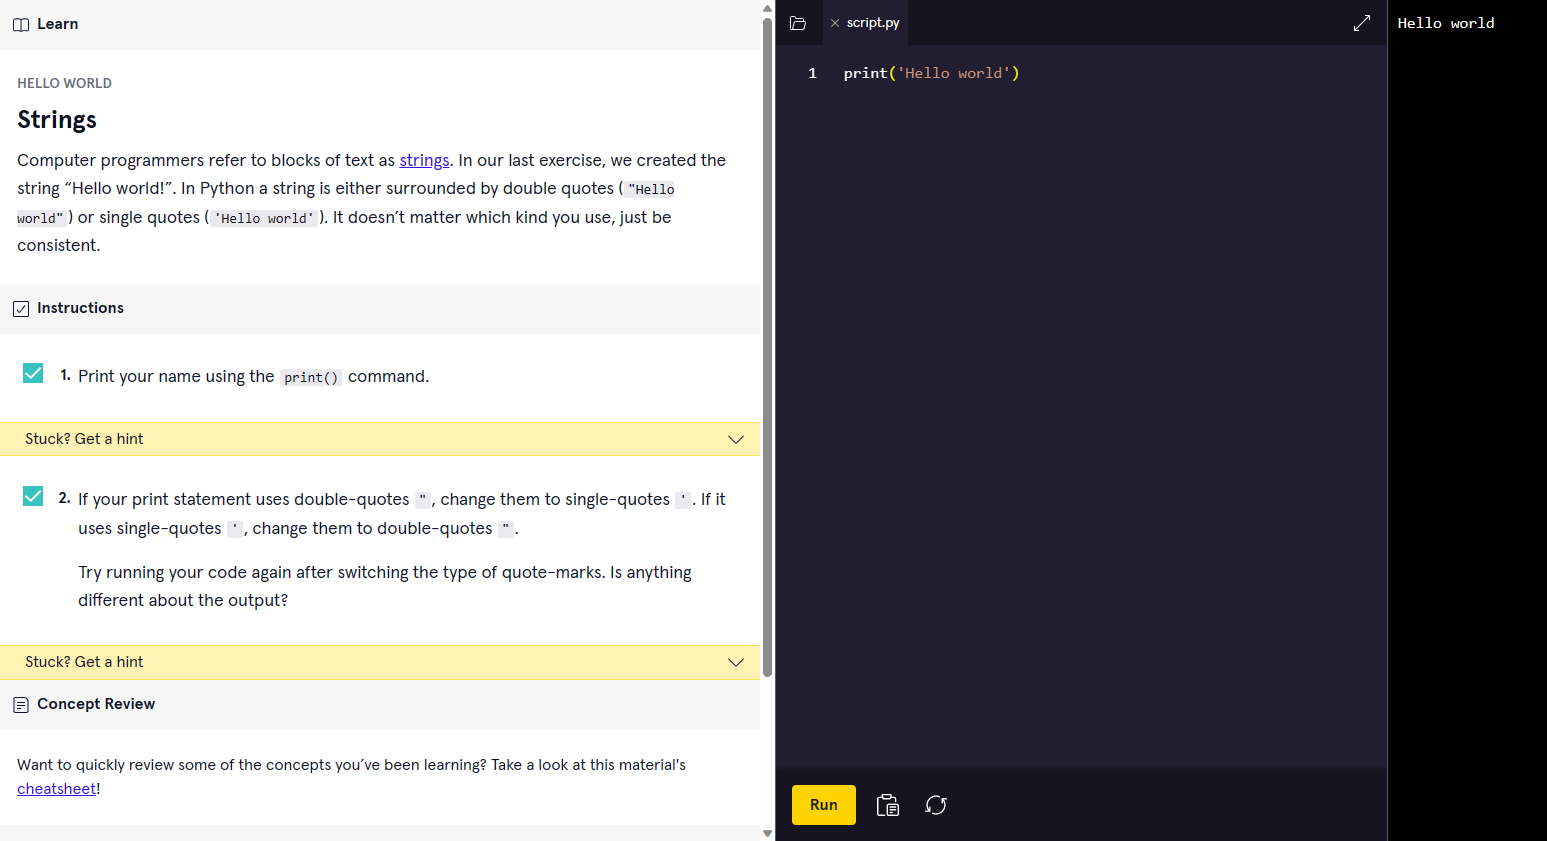 Learn
HELLO WORLD
Strings
Computer programmers refer to blocks of text as strings. In our last exercise, we created the
string “Hello world!”. In Python a string is either surrounded by double quotes ("Hello
world") or single quotes ('Hello world'). It doesn’t matter which kind you use, just be
consistent.
Instructions
1. Print your name using the print() command.
Stuck? Get a hint
2. If your print statement uses double-quotes ", change them to single-quotes '. If it
uses single-quotes ', change them to double-quotes ".
Try running your code again after switching the type of quote-marks. Is anything
different about the output?
Stuck? Get a hint
Concept Review
Want to quickly review some of the concepts you’ve been learning? Take a look at this material's
cheatsheet!
script.py
1 print('Hello world')
Run
Hello world